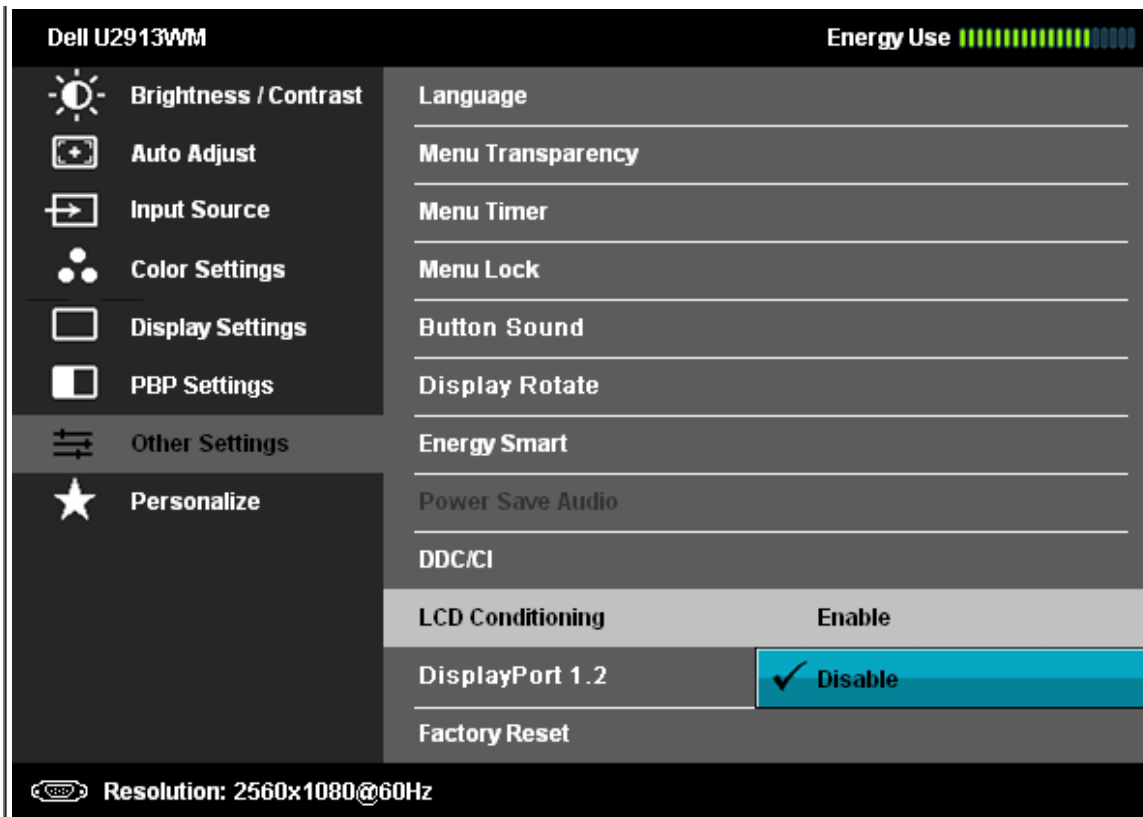 Dell U2913WM Energy Use
Brightness / Contrast Language
Auto Adjust Menu Transparency
Input Source Menu Timer
Color Settings Menu Lock
Display Settings Button Sound
PBP Settings Display Rotate
Other Settings Energy Smart
Personalize Power Save Audio
DDC/CI
LCD Conditioning Enable
DisplayPort 1.2 Disable
Factory Reset
Resolution: 2560x1080@60Hz